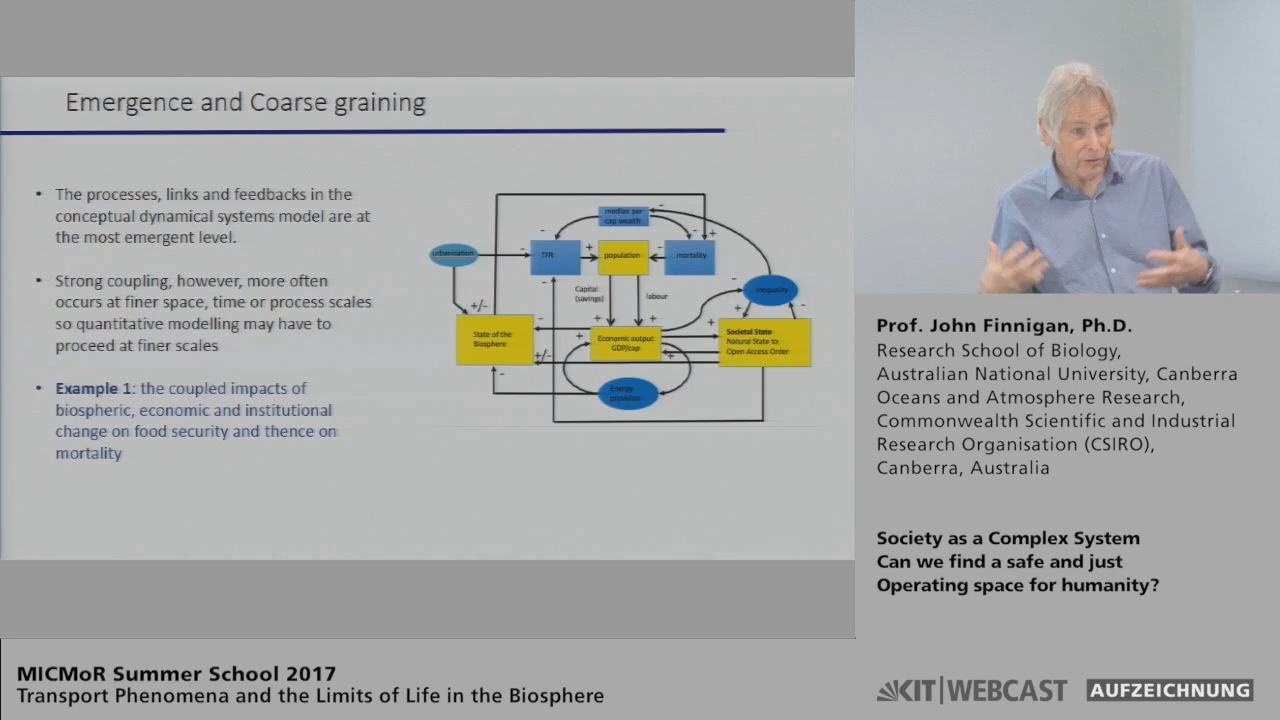 Emergence and Coarse graining
• The processes, links and feedbacks in the
conceptual dynamical systems model are at
the most emergent level.
• Strong coupling, however, more often
occurs at finer space, time or process scales
so quantitative modelling may have to
proceed at finer scales
• Example 1: the coupled impacts of
biospheric, economic and institutional
change on food security and thence on
mortality
median per
cap wealth
urbanisation
TFR
population
mortality
Capital
(savings)
labour
inequality
+/-
State of the
Biosphere
Economic output
GDP/cap
Societal State
Natural State to
Open Access Order
+/-
Energy
provision
Prof. John Finnigan, Ph.D.
Research School of Biology,
Australian National University, Canberra
Oceans and Atmosphere Research,
Commonwealth Scientific and Industrial
Research Organisation (CSIRO),
Canberra, Australia
Society as a Complex System
Can we find a safe and just
Operating space for humanity?
MICMoR Summer School 2017
Transport Phenomena and the Limits of Life in the Biosphere
KIT|WEBCAST AUFZEICHNUNG